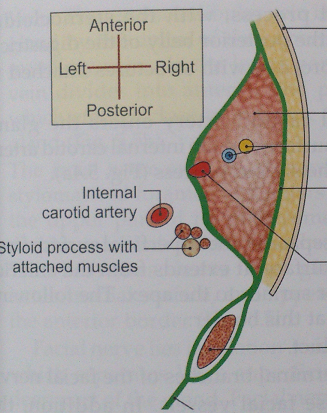 Anterior
Left
Right
Posterior
Internal
carotid artery
Styloid process with
attached muscles